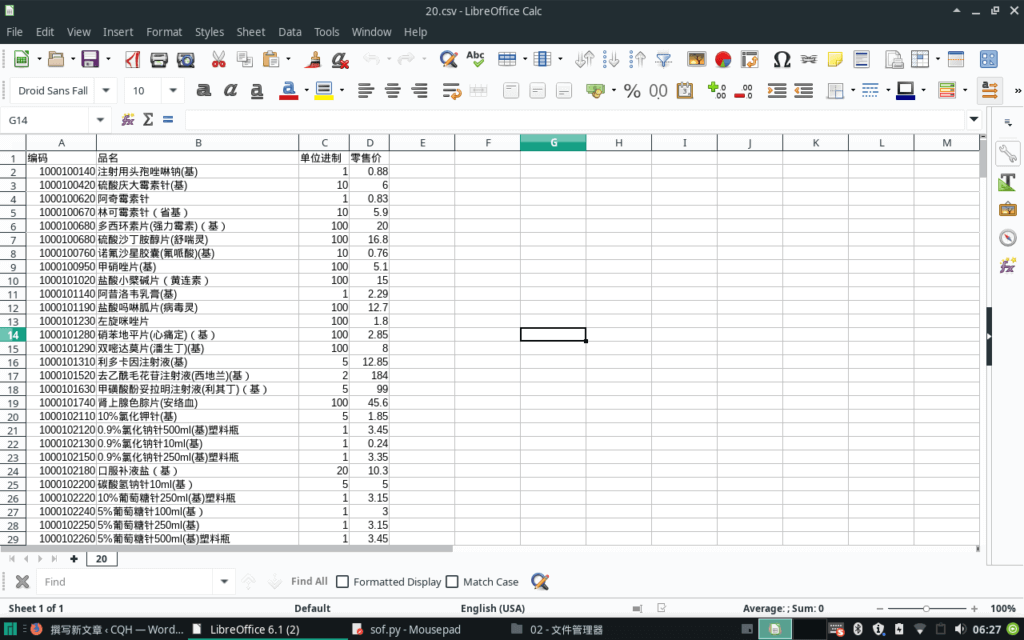 20.csv - LibreOffice Calc
File Edit View Insert Format Styles Sheet Data Tools Window Help
Droid Sans Fall 10
G14
A B C D E F G H I J K L M
1 编码 品名 单位进制 零售价
2 1000100140 注射用头孢唑啉钠(基) 1 0.88
3 1000100420 硫酸庆大霉素针(基) 10 6
4 1000100620 阿奇霉素针 1 0.83
5 1000100670 林可霉素针（省基） 10 5.9
6 1000100680 多西环素片(强力霉素)（基） 100 20
7 1000100680 硫酸沙丁胺醇片(舒喘灵) 100 16.8
8 1000100760 诺氟沙星胶囊(氟哌酸)(基) 10 0.76
9 1000100950 甲硝唑片(基) 100 5.1
10 1000101020 盐酸小檗碱片（黄连素） 100 15
11 1000101140 阿昔洛韦乳膏(基) 1 2.29
12 1000101190 盐酸吗啉胍片(病毒灵) 100 12.7
13 1000101230 左旋咪唑片 100 1.8
14 1000101280 硝苯地平片(心痛定)（基） 100 2.85
15 1000101290 双嘧达莫片(潘生丁)(基) 100 8
16 1000101310 利多卡因注射液(基) 5 12.85
17 1000101520 去乙酰毛花苷注射液(西地兰)(基） 2 184
18 1000101630 甲磺酸酚妥拉明注射液(利其丁)（基） 5 99
19 1000101740 肾上腺色腙片(安络血) 100 45.6
20 1000102110 10%氯化钾针(基) 5 1.85
21 1000102120 0.9%氯化钠针500ml(基)塑料瓶 1 3.45
22 1000102130 0.9%氯化钠针10ml(基) 1 0.24
23 1000102150 0.9%氯化钠针250ml(基)塑料瓶 1 3.35
24 1000102180 口服补液盐（基） 20 10.3
25 1000102200 碳酸氢钠针10ml(基） 5 5
26 1000102220 10%葡萄糖针250ml(基)塑料瓶 1 3.15
27 1000102240 5%葡萄糖针100ml(基） 1 3
28 1000102250 5%葡萄糖针250ml(基) 1 3.15
29 1000102260 5%葡萄糖针500ml(基)塑料瓶 1 3.45
20
Find Find All Formatted Display Match Case
Sheet 1 of 1 Default English (USA) Average: ; Sum: 0 100%
撰写新文章 ‹ CQH — Word... LibreOffice 6.1 (2) sof.py - Mousepad 02 - 文件管理器 06:27